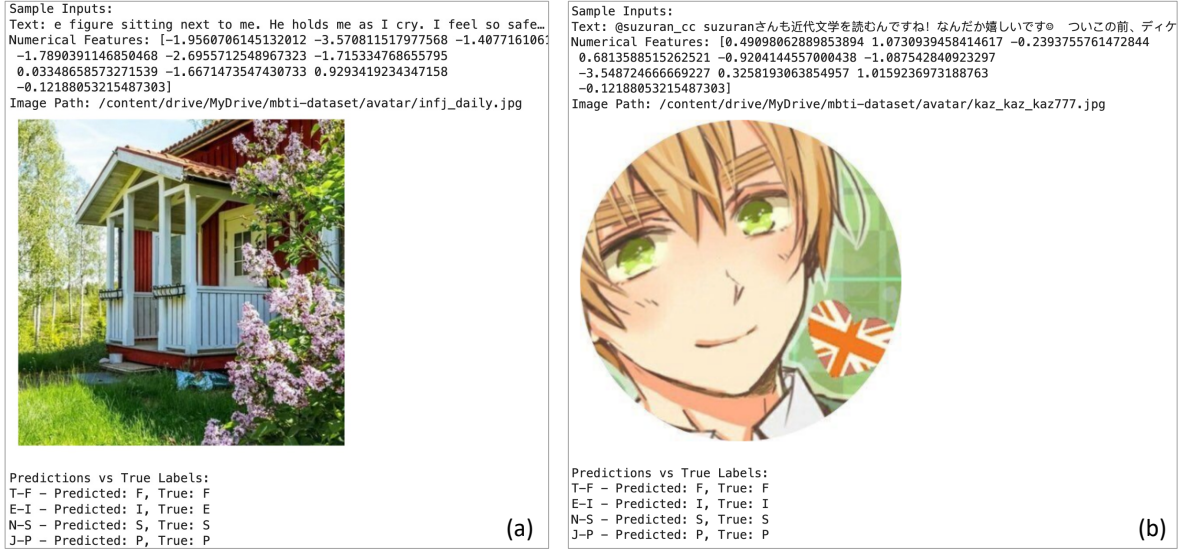 Sample Inputs:
Text: e figure sitting next to me. He holds me as I cry. I feel so safe…
Numerical Features: [-1.9560706145132012 -3.570811517977568 -1.4077161061
-1.7890391146850468 -2.6955712548967323 -1.715334768655795
0.03348658573271539 -1.6671473547430733 0.9293419234347158
-0.12188053215487303]
Image Path: /content/drive/MyDrive/mbti-dataset/avatar/infj_daily.jpg
Predictions vs True Labels:
T-F - Predicted: F, True: F
E-I - Predicted: I, True: E
N-S - Predicted: S, True: S
J-P - Predicted: P, True: P
(a)
Sample Inputs:
Text: @suzuran_cc suzuranさんも近代文学を読むんですね！なんだか嬉しいです☺ ついこの前、ディケ
Numerical Features: [0.49098062889853894 1.0730939458414617 -0.2393755761472844
0.6813588515262521 -0.9204144557000438 -1.087542840923297
-3.548724666669227 0.3258193063854957 1.0159236973188763
-0.12188053215487303]
Image Path: /content/drive/MyDrive/mbti-dataset/avatar/kaz_kaz_kaz777.jpg
Predictions vs True Labels:
T-F - Predicted: F, True: F
E-I - Predicted: I, True: I
N-S - Predicted: S, True: S
J-P - Predicted: P, True: P
(b)